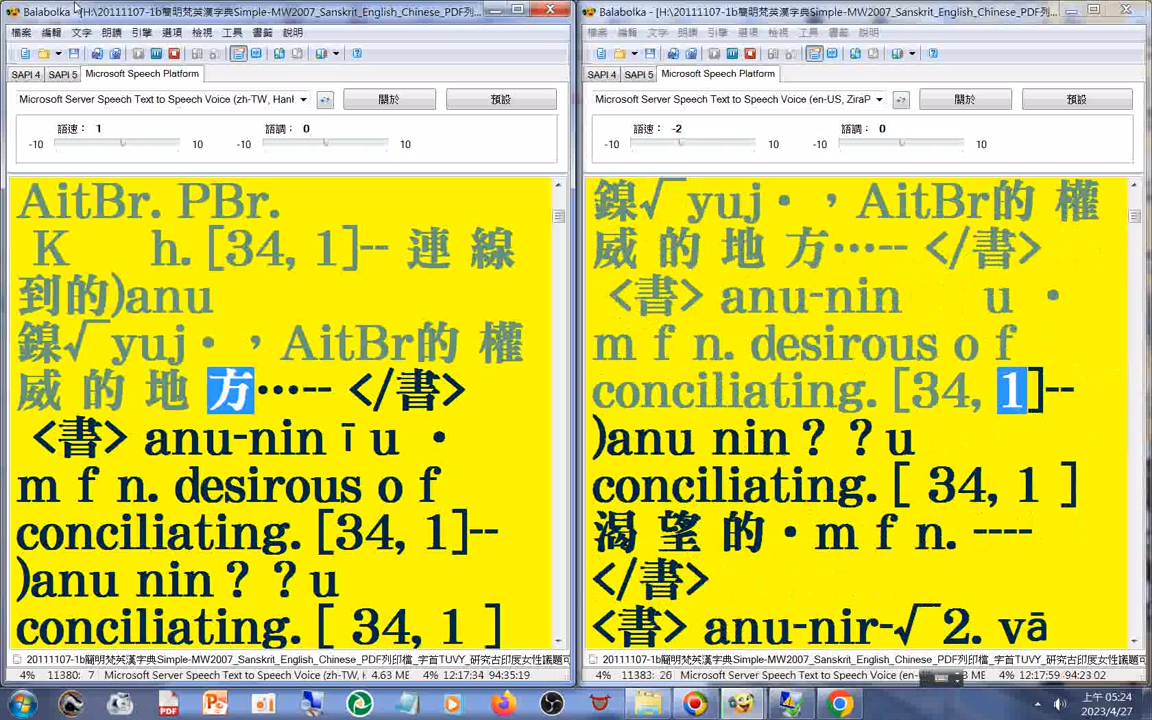 Balabolka - [H:\20111107-1b簡明梵英漢字典Simple-MW2007_Sanskrit_English_Chinese_PDF列...
檔案 編輯 文字 朗讀 引擎 選項 檢視 工具 書籤 說明
SAPI 4 SAPI 5 Microsoft Speech Platform
Microsoft Server Speech Text to Speech Voice (zh-TW, Hanl
關於
預設
語速： 1
語調： 0
-10 10 -10 10
AitBr. PBr.
K h. [34, 1]-- 連 線
到的)anu
鎳√￣yuj‧，AitBr的 權
威 的 地 方…-- </書>
<書> anu-nin ī u ‧
m f n. desirous o f
conciliating. [34, 1]--
)anu nin？？u
conciliating. [ 34, 1 ]
20111107-1b簡明梵英漢字典Simple-MW2007_Sanskrit_English_Chinese_PDF列印檔_字首TUVY_研究古印度女性議題可
4% 11380: 7 Microsoft Server Speech Text to Speech Voice (zh-TW, H 4.63 ME 4% 12:17:34 94:35:19
Balabolka - [H:\20111107-1b簡明梵英漢字典Simple-MW2007_Sanskrit_English_Chinese_PDF列...
檔案 編輯 文字 朗讀 引擎 選項 檢視 工具 書籤 說明
SAPI 4 SAPI 5 Microsoft Speech Platform
Microsoft Server Speech Text to Speech Voice (en-US, ZiraP
關於
預設
語速： -2
語調： 0
-10 10 -10 10
鎳√￣yuj‧，AitBr的 權
威 的 地 方…-- </書>
<書> anu-nin u ‧
m f n. desirous o f
conciliating. [34, 1]--
)anu nin？？u
conciliating. [ 34, 1 ]
渴 望 的‧m f n. ----
</書>
<書> anu-nir-√￣2. vā
20111107-1b簡明梵英漢字典Simple-MW2007_Sanskrit_English_Chinese_PDF列印檔_字首TUVY_研究古印度女性議題可
4% 11383: 26 Microsoft Server Speech Text to Speech Voice 4% 12:17:59 94:23:02
上午 05:24
2023/4/27